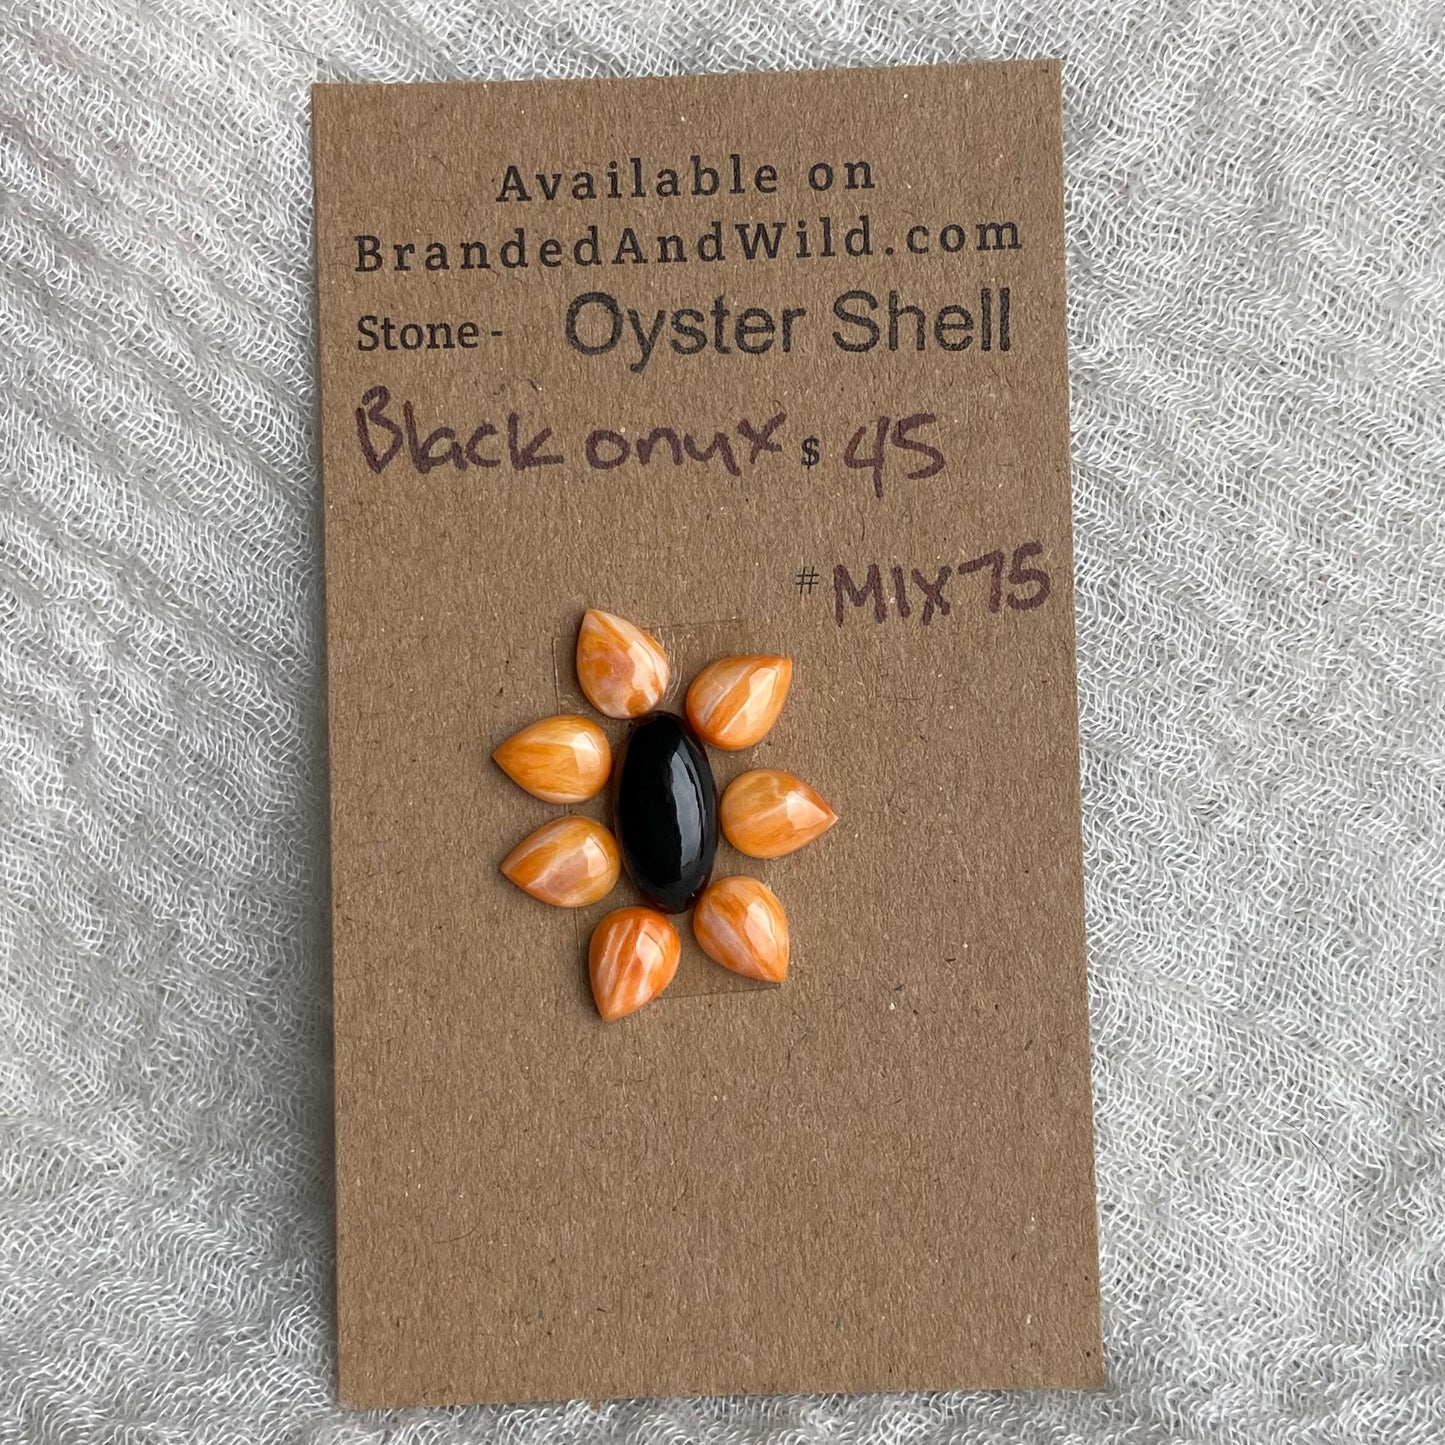 Available on
BrandedAndWild.com
Stone - Oyster Shell
Black onyx $ 45
# MIX75